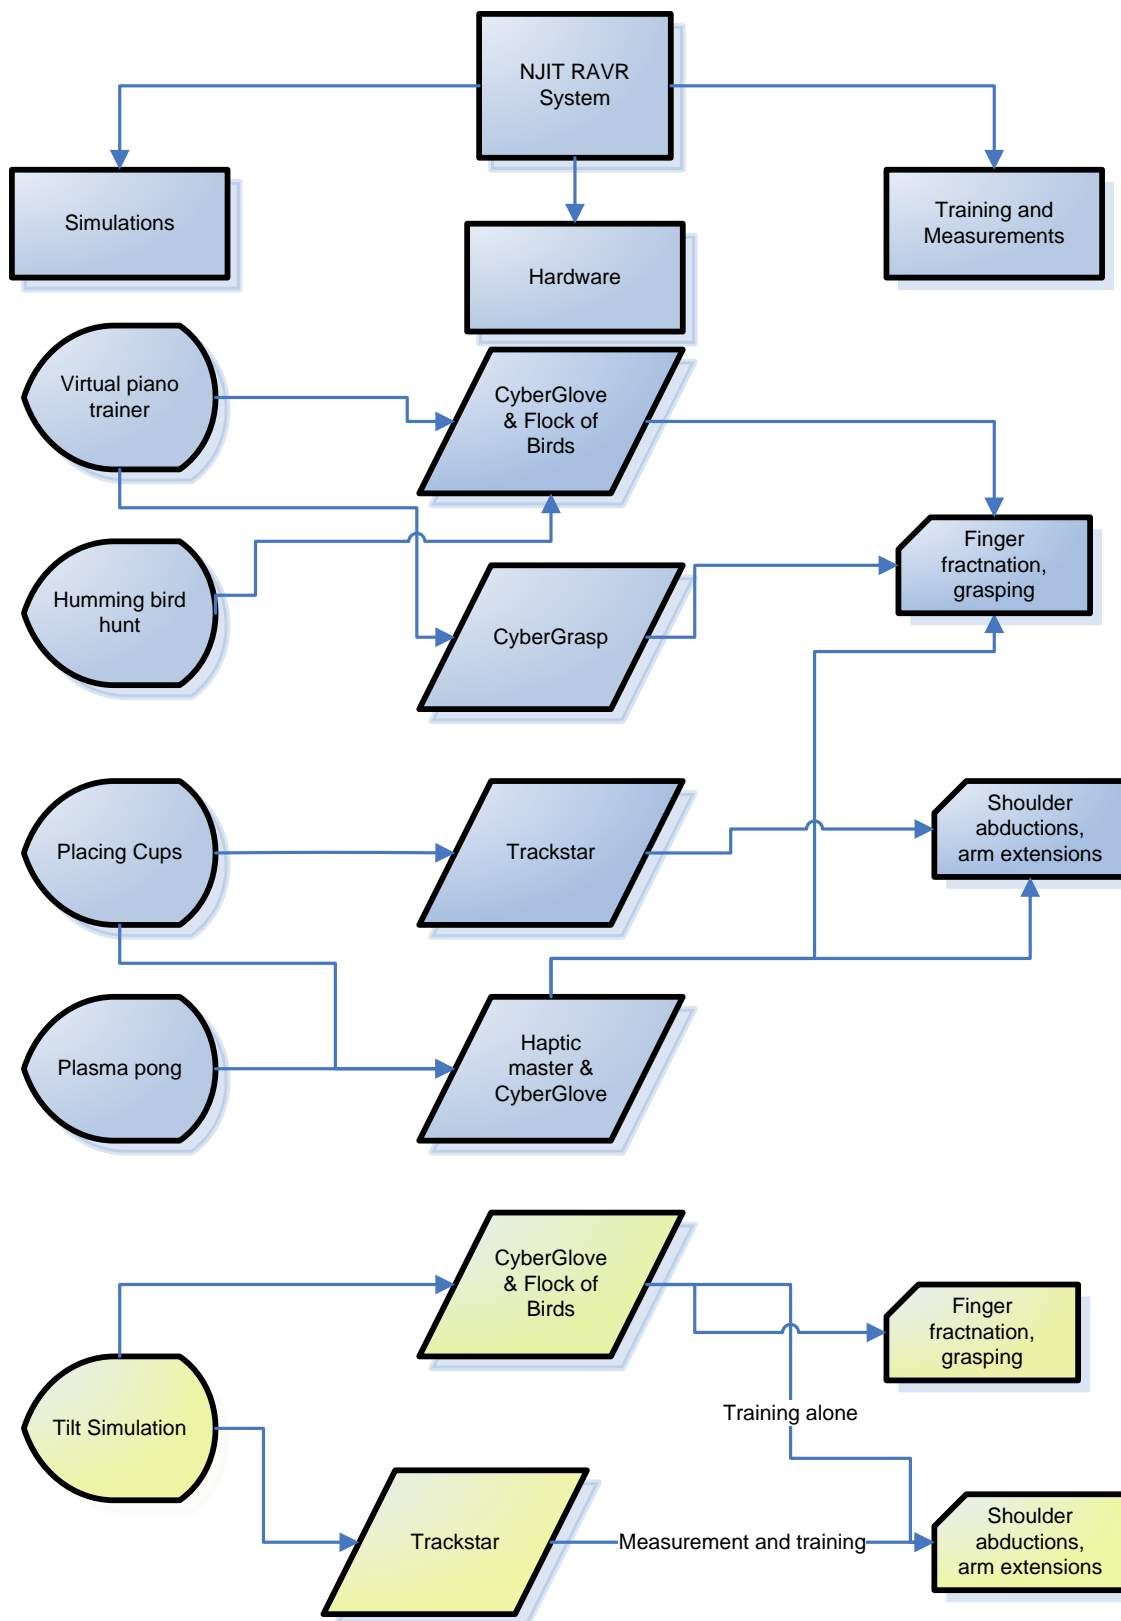 NJIT RAVR
System
Simulations
Training and
Measurements
Hardware
Virtual piano
trainer
CyberGlove
& Flock of
Birds
Finger
fractnation,
grasping
Humming bird
hunt
CyberGrasp
Placing Cups
Trackstar
Shoulder
abductions,
arm extensions
Plasma pong
Haptic
master &
CyberGlove
CyberGlove
& Flock of
Birds
Finger
fractnation,
grasping
Tilt Simulation
Training alone
Trackstar
Measurement and training
Shoulder
abductions,
arm extensions